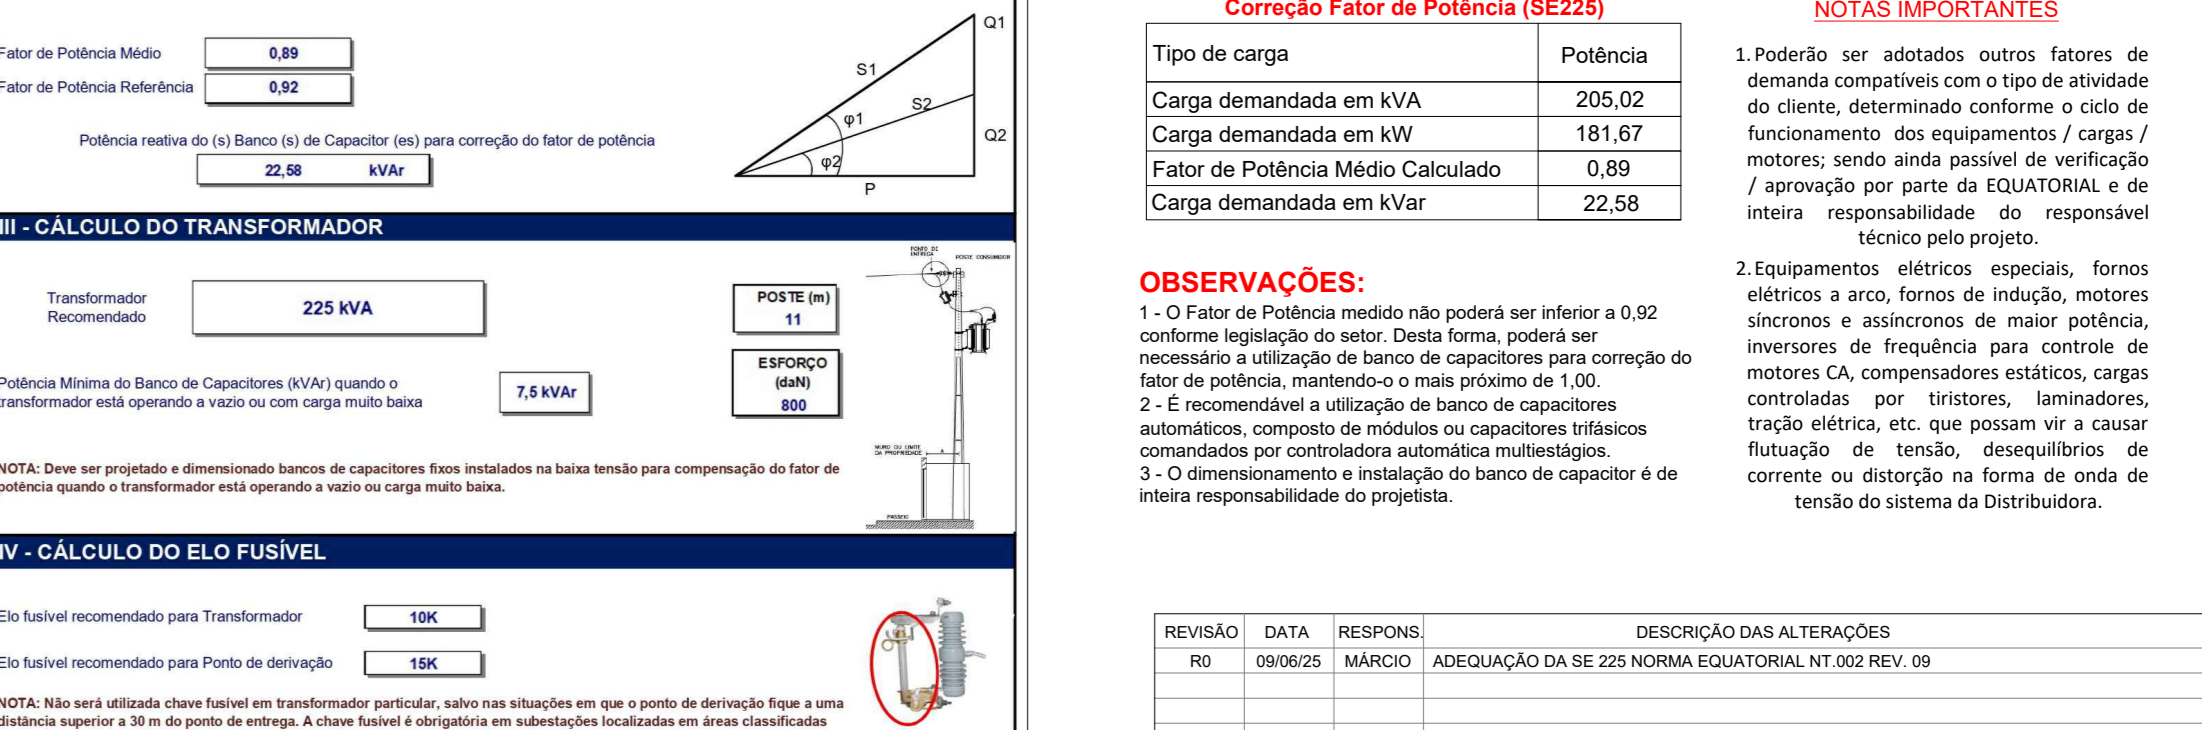 Fator de Potência Médio
0,89
Fator de Potência Referência
0,92
Potência reativa do (s) Banco (s) de Capacitor (es) para correção do fator de potência
22,58 kVAr
Q1
S1
S2
φ1
Q2
φ2
P
III - CÁLCULO DO TRANSFORMADOR
Transformador
Recomendado
225 kVA
POSTE (m)
11
ESFORÇO
(daN)
800
Potência Mínima do Banco de Capacitores (kVAr) quando o
transformador está operando a vazio ou com carga muito baixa
7,5 kVAr
PONTO DE
ENTREGA
POSTE CONSUMIDOR
MURO OU LIMITE
DA PROPRIEDADE
A
PASSEIO
NOTA: Deve ser projetado e dimensionado bancos de capacitores fixos instalados na baixa tensão para compensação do fator de
potência quando o transformador está operando a vazio ou carga muito baixa.
IV - CÁLCULO DO ELO FUSÍVEL
Elo fusível recomendado para Transformador
10K
Elo fusível recomendado para Ponto de derivação
15K
NOTA: Não será utilizada chave fusível em transformador particular, salvo nas situações em que o ponto de derivação fique a uma
distância superior a 30 m do ponto de entrega. A chave fusível é obrigatória em subestações localizadas em áreas classificadas
Correção Fator de Potência (SE225)
Tipo de carga Potência
Carga demandada em kVA 205,02
Carga demandada em kW 181,67
Fator de Potência Médio Calculado 0,89
Carga demandada em kVar 22,58
OBSERVAÇÕES:
1 - O Fator de Potência medido não poderá ser inferior a 0,92
conforme legislação do setor. Desta forma, poderá ser
necessário a utilização de banco de capacitores para correção do
fator de potência, mantendo-o o mais próximo de 1,00.
2 - É recomendável a utilização de banco de capacitores
automáticos, composto de módulos ou capacitores trifásicos
comandados por controladora automática multiestágios.
3 - O dimensionamento e instalação do banco de capacitor é de
inteira responsabilidade do projetista.
NOTAS IMPORTANTES
1. Poderão ser adotados outros fatores de
demanda compatíveis com o tipo de atividade
do cliente, determinado conforme o ciclo de
funcionamento dos equipamentos / cargas /
motores; sendo ainda passível de verificação
/ aprovação por parte da EQUATORIAL e de
inteira responsabilidade do responsável
técnico pelo projeto.
2. Equipamentos elétricos especiais, fornos
elétricos a arco, fornos de indução, motores
síncronos e assíncronos de maior potência,
inversores de frequência para controle de
motores CA, compensadores estáticos, cargas
controladas por tiristores, laminadores,
tração elétrica, etc. que possam vir a causar
flutuação de tensão, desequilíbrios de
corrente ou distorção na forma de onda de
tensão do sistema da Distribuidora.
REVISÃO DATA RESPONS. DESCRIÇÃO DAS ALTERAÇÕES
R0 09/06/25 MÁRCIO ADEQUAÇÃO DA SE 225 NORMA EQUATORIAL NT.002 REV. 09